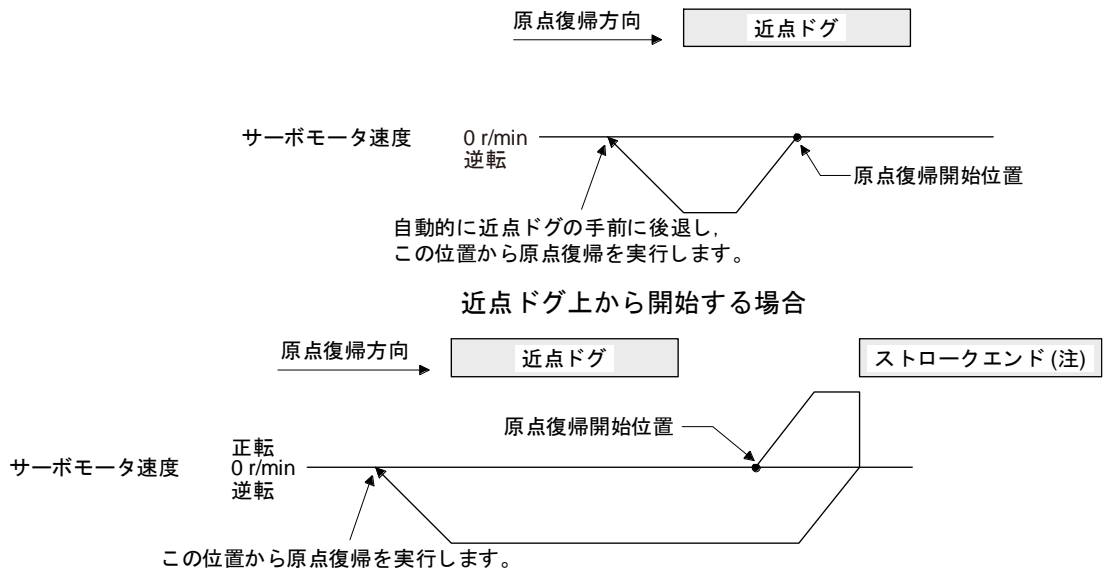 原点復帰方向
近点ドグ
サーボモータ速度
0 r/min
逆転
原点復帰開始位置
自動的に近点ドグの手前に後退し,
この位置から原点復帰を実行します。
近点ドグ上から開始する場合
原点復帰方向
近点ドグ
ストロークエンド (注)
原点復帰開始位置
正転
サーボモータ速度
0 r/min
逆転
この位置から原点復帰を実行します。